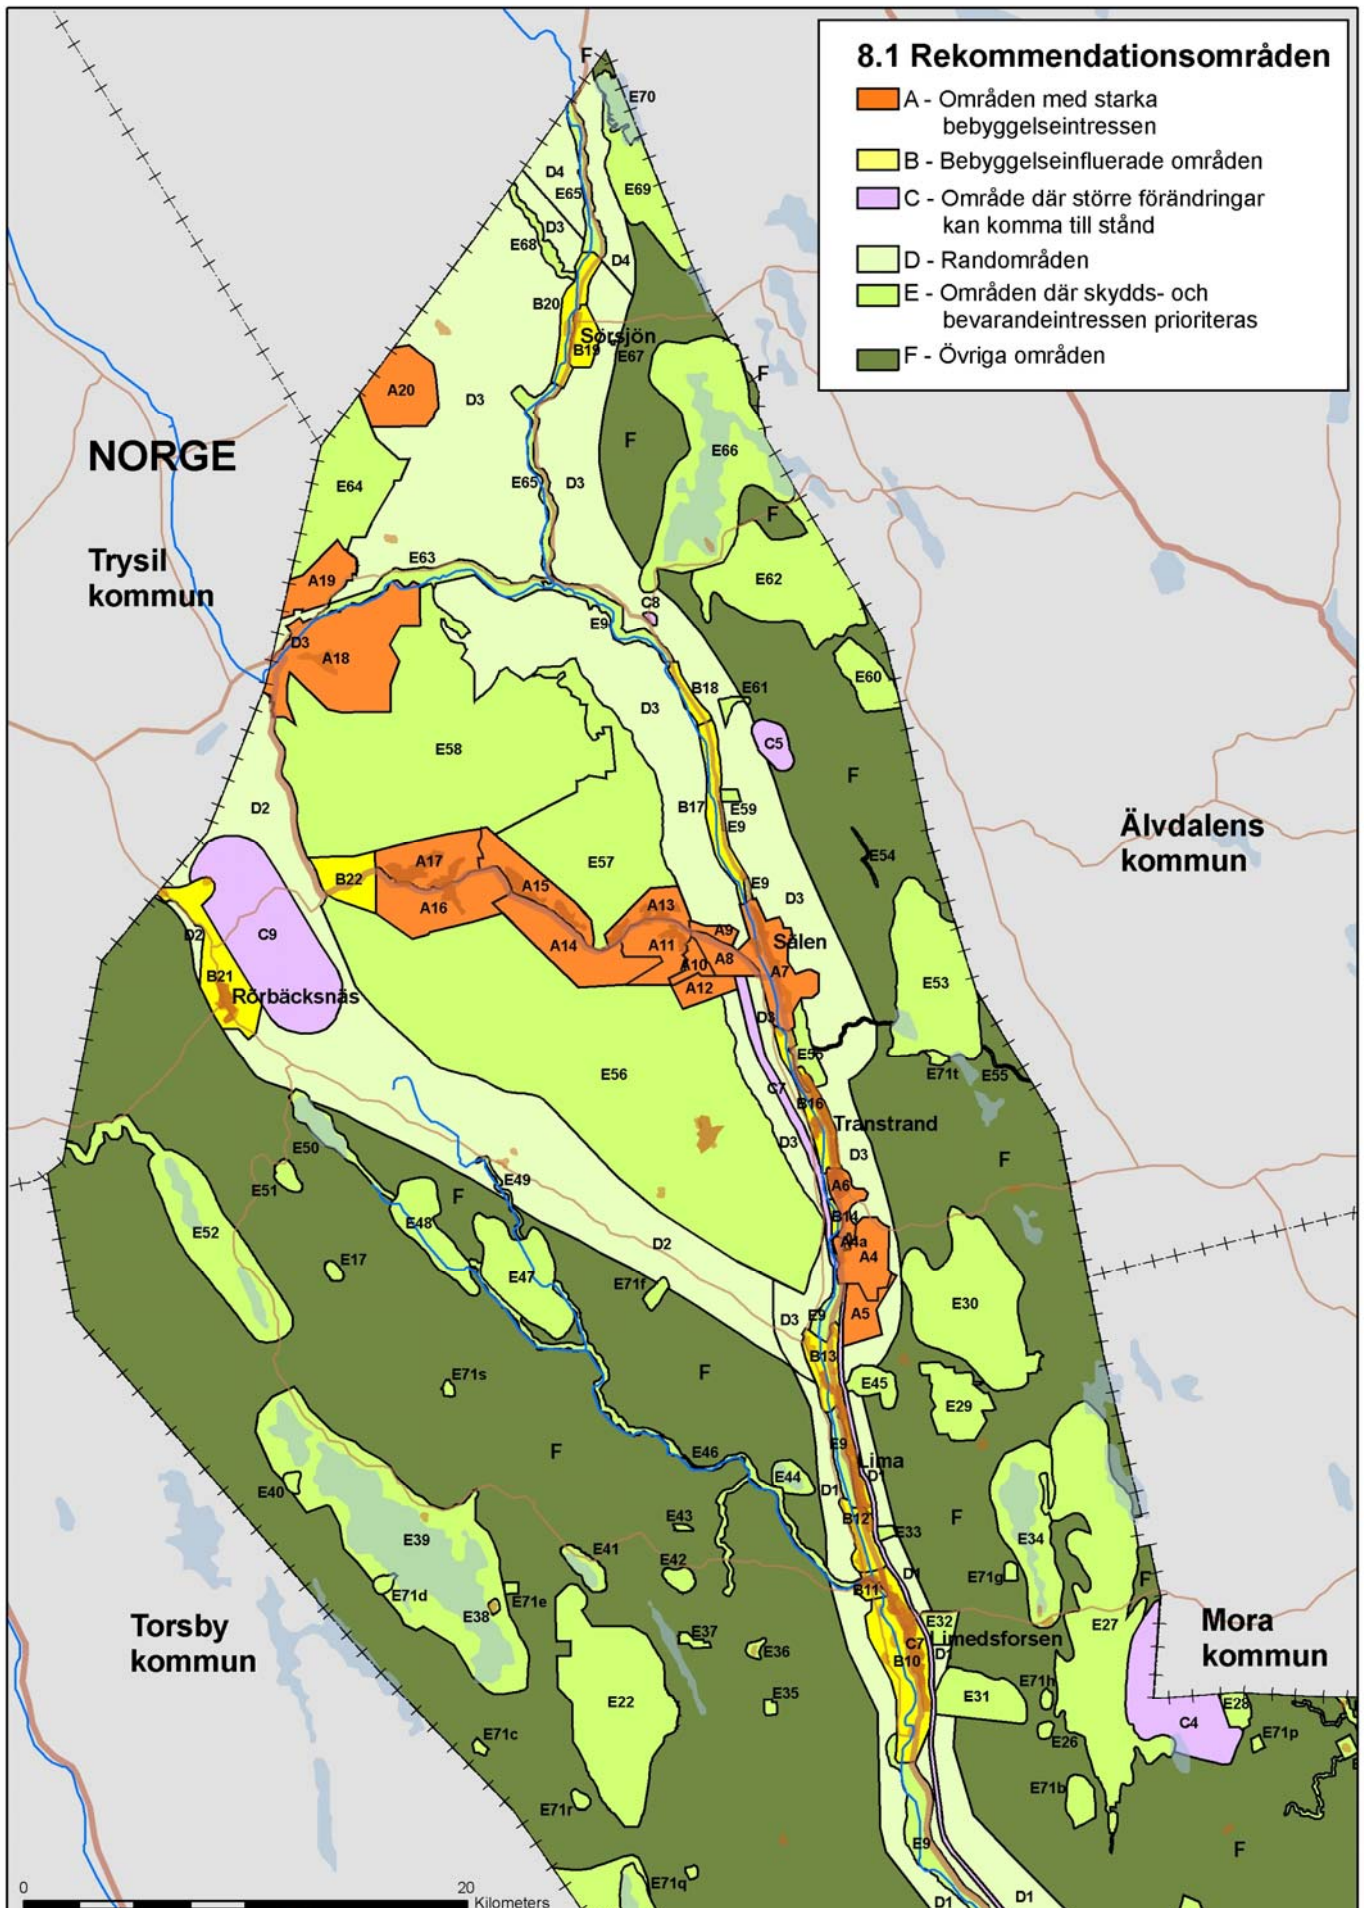 8.1 Rekommendationsområden
A - Områden med starka
bebyggelseintressen
B - Bebyggelseinfluerade områden
C - Område där större förändringar
kan komma till stånd
D - Randområden
E - Områden där skydds- och
bevarandeintressen prioriteras
F - Övriga områden
F
E70
D4
E65
E69
D3
E68
D4
B20
Sörsjön
B19
E67
F
A20
D3
F
E66
NORGE
E65
D3
E64
F
Trysil
kommun
E63
A19
E62
C8
E9
D3
A18
E60
B18
E61
D3
C5
E58
F
D2
B17
E59
E9
Älvdalens
kommun
E54
A17
E57
B22
A15
E9
D3
A16
A13
C9
D2
A9
Sälen
A14
A11
A8
A10
A7
B21
E53
A12
Rörbäcksnäs
D3
E55
E56
E71t
E55
C7
B16
Transtrand
D3
D3
E50
F
E49
E51
F
A6
E48
B14
E52
D2
A4a
A4
E17
E47
E71f
E30
D3
E9
A5
B13
F
E71s
E45
E29
E9
F
E46
Lima
D1
E44
D1
E40
E43
B12
F
E33
E34
E39
E41
E42
D1
E71g
B11
F
E71d
E71e
E38
E32
E27
Torsby
kommun
E37
Limedsforsen
C7
D1
Mora
kommun
E36
B10
E22
E35
E31
E71h
E28
C4
E71c
E26
E71p
E71b
E71r
E9
F
E71q
0
20
Kilometers
D1
D1